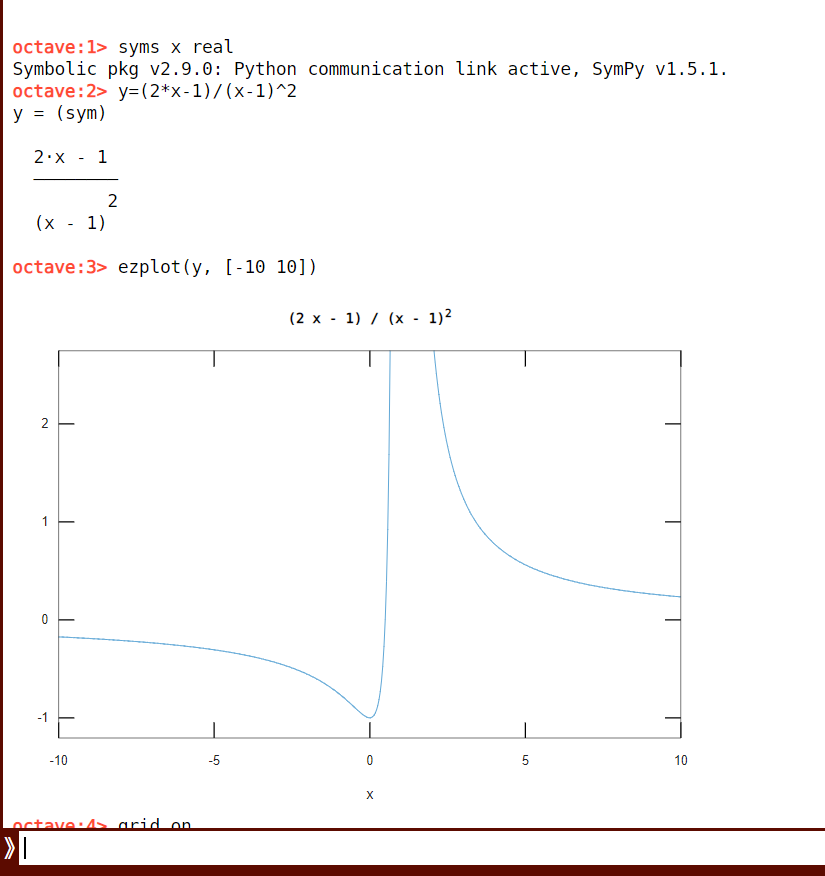 octave:1> syms x real
Symbolic pkg v2.9.0: Python communication link active, SymPy v1.5.1.
octave:2> y=(2*x-1)/(x-1)^2
y = (sym)
2·x - 1
────────
2
(x - 1)
octave:3> ezplot(y, [-10 10])
(2 x - 1) / (x - 1)²
2
1
0
-1
-10 -5 0 5 10
x
octave:4> grid on
⟫